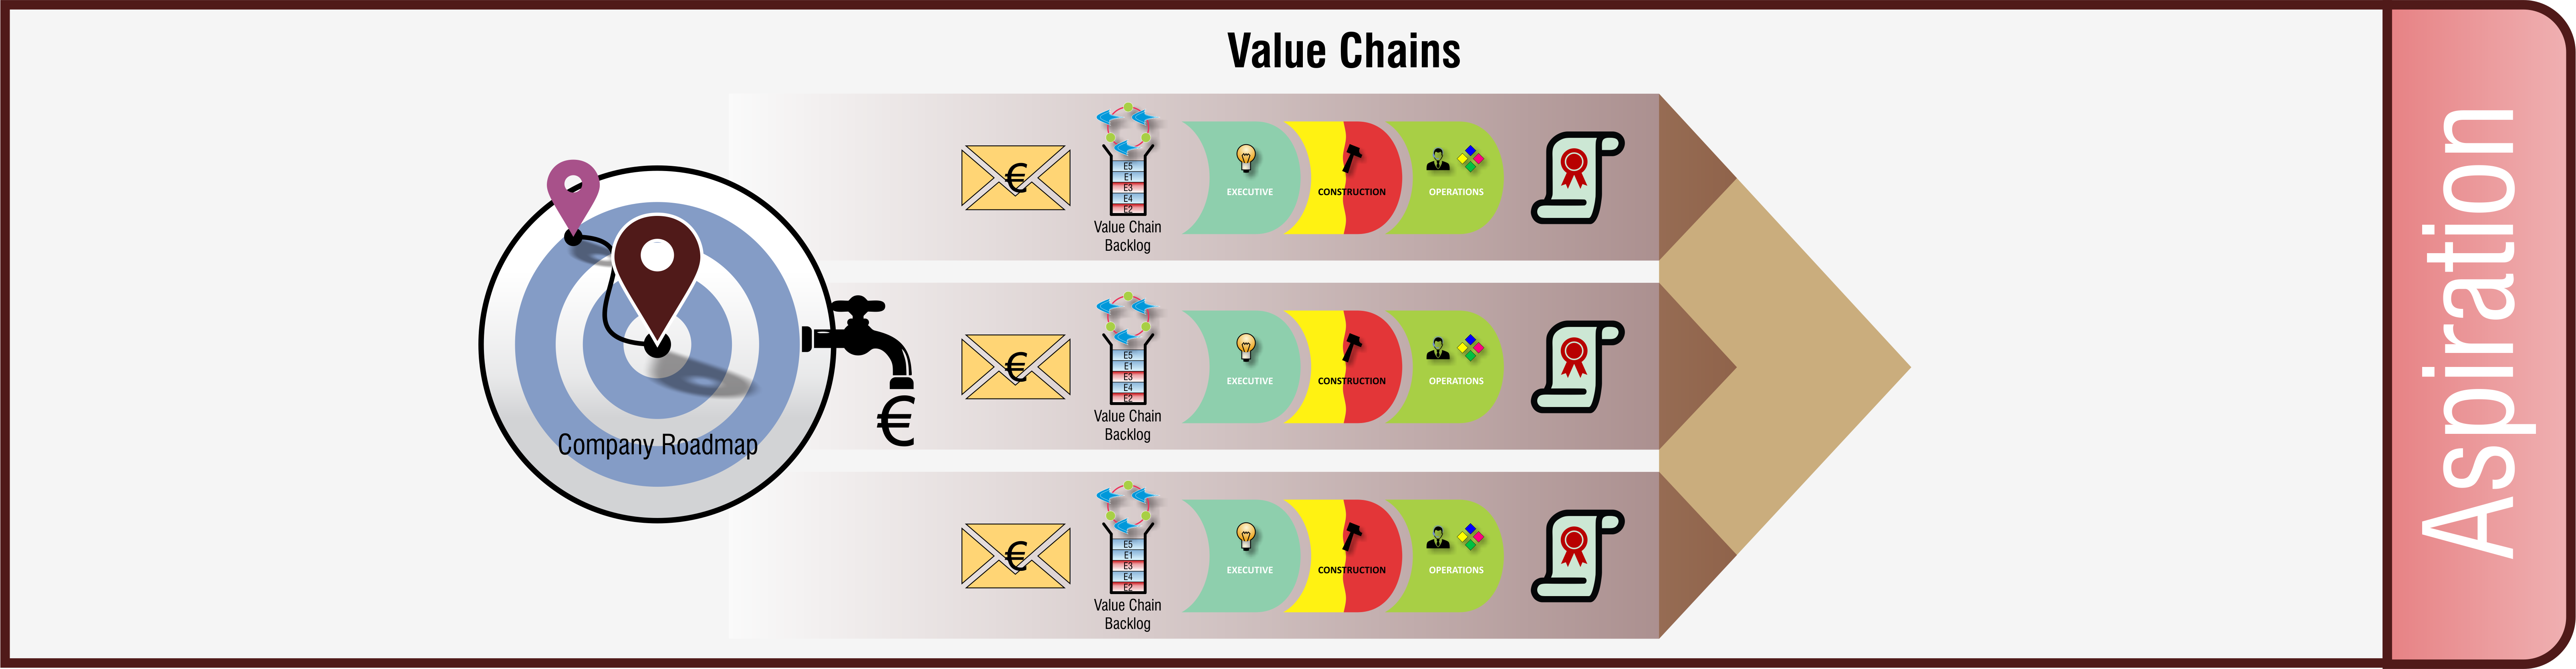 Value Chains
Company Roadmap
€
€
E5
E1
E3
E4
E2
Value Chain
Backlog
EXECUTIVE
CONSTRUCTION
OPERATIONS
€
E5
E1
E3
E4
E2
Value Chain
Backlog
EXECUTIVE
CONSTRUCTION
OPERATIONS
€
E5
E1
E3
E4
E2
Value Chain
Backlog
EXECUTIVE
CONSTRUCTION
OPERATIONS
Aspiration